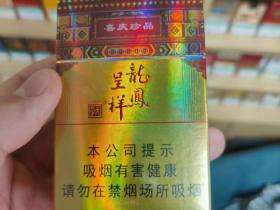 喜庆珍品
龍鳳
呈祥
本公司提示
吸烟有害健康
请勿在禁烟场所吸烟